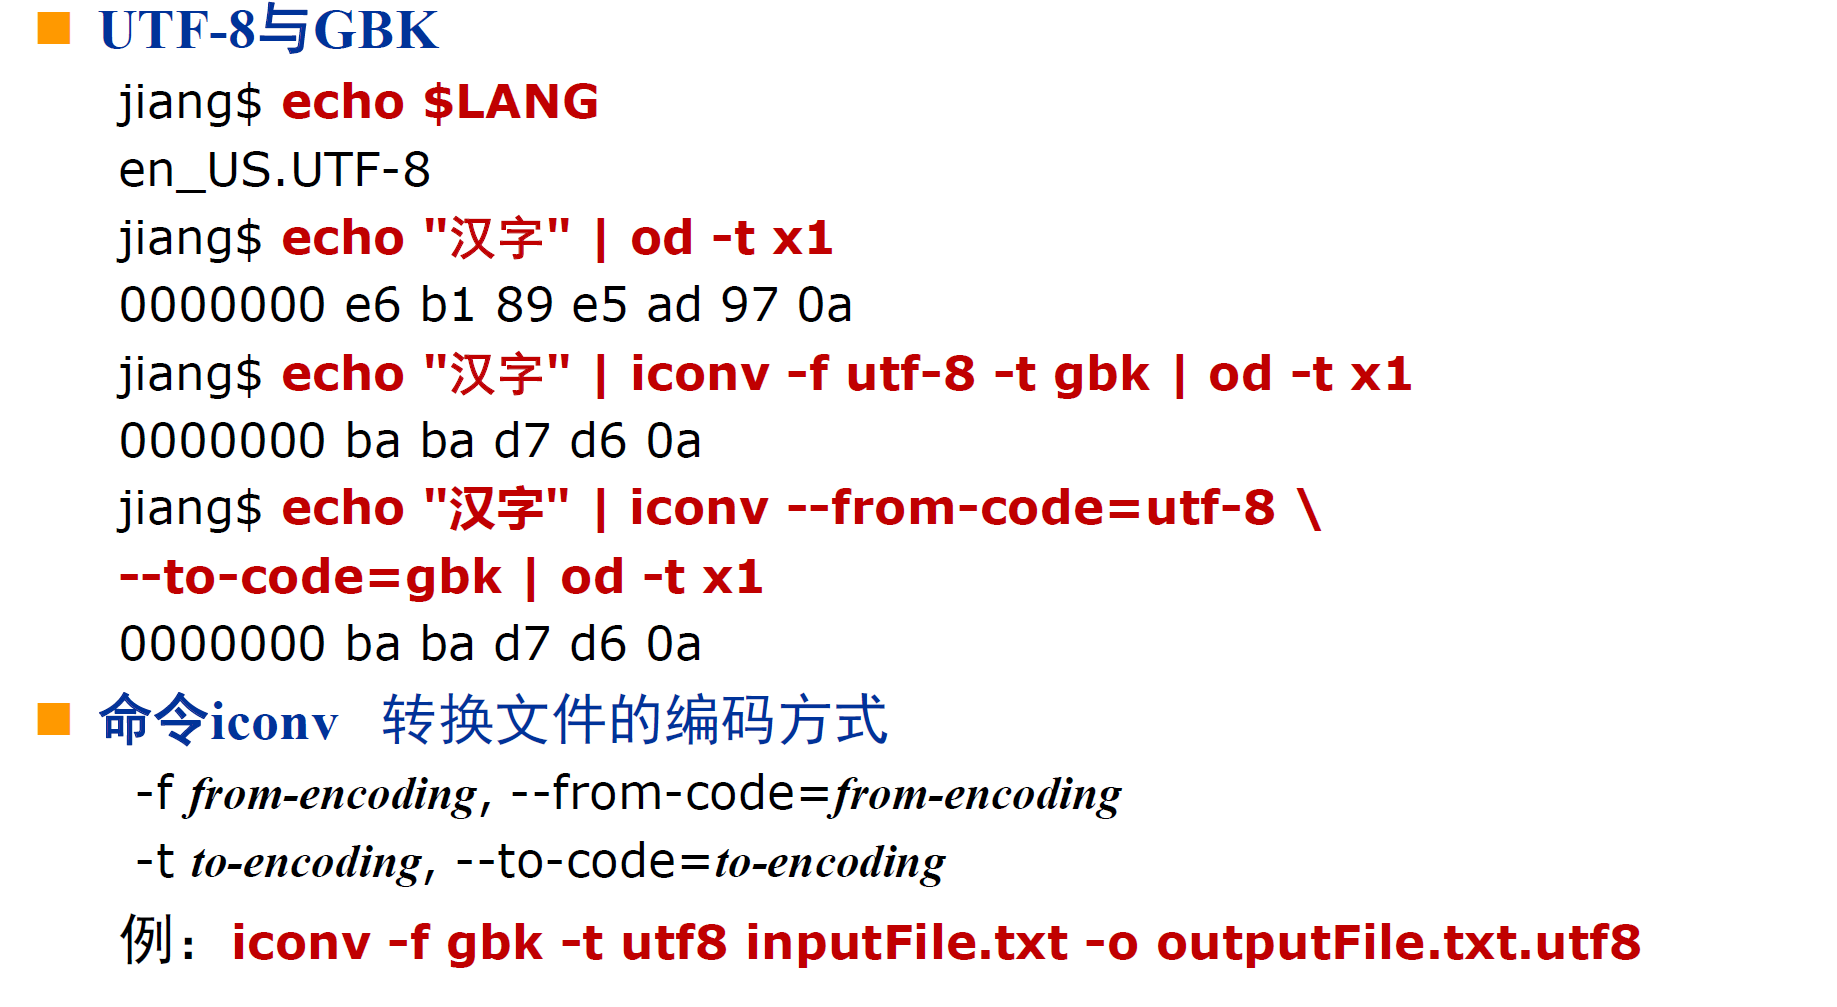 UTF-8与GBK
jiang$ echo $LANG
en_US.UTF-8
jiang$ echo "汉字" | od -t x1
0000000 e6 b1 89 e5 ad 97 0a
jiang$ echo "汉字" | iconv -f utf-8 -t gbk | od -t x1
0000000 ba ba d7 d6 0a
jiang$ echo "汉字" | iconv --from-code=utf-8 \
--to-code=gbk | od -t x1
0000000 ba ba d7 d6 0a
命令iconv 转换文件的编码方式
-f from-encoding, --from-code=from-encoding
-t to-encoding, --to-code=to-encoding
例：iconv -f gbk -t utf8 inputFile.txt -o outputFile.txt.utf8